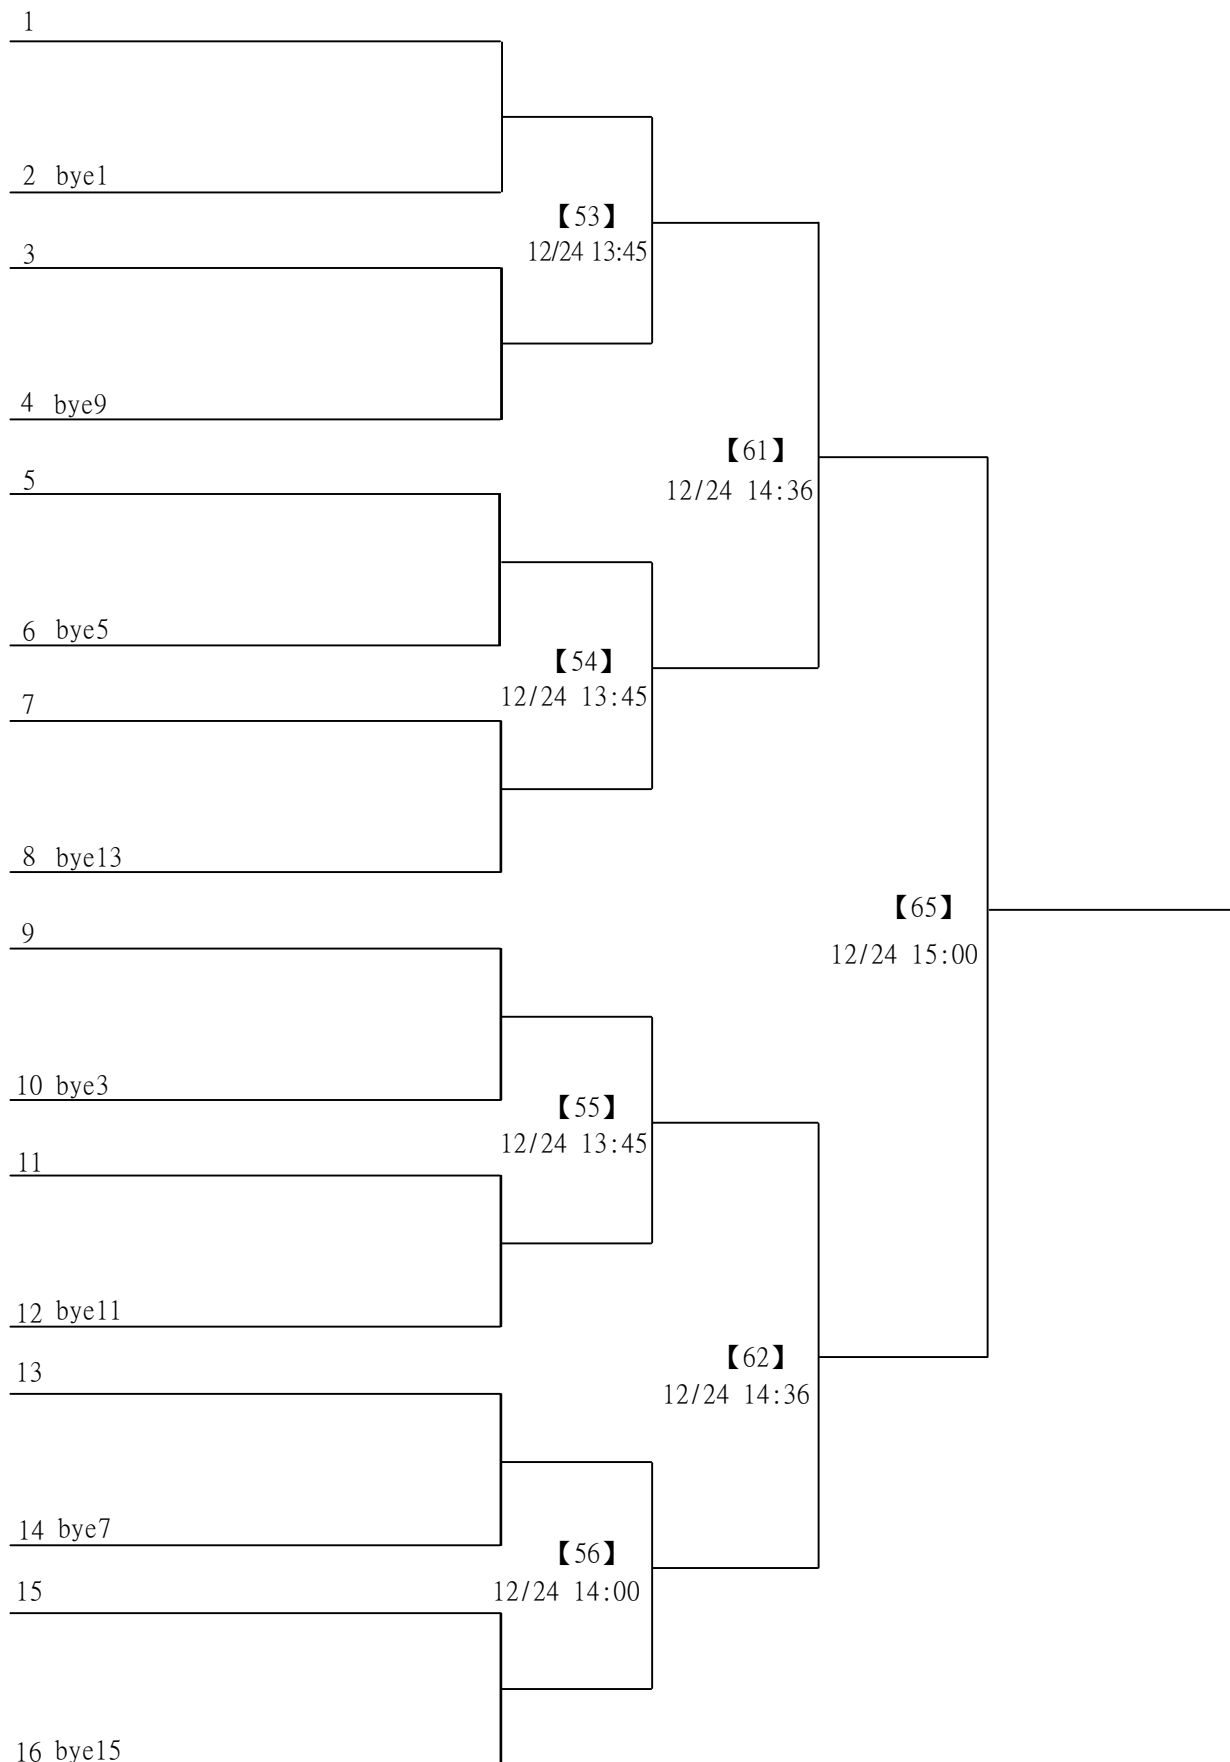 1
2 bye1
【53】
12/24 13:45
3
4 bye9
【61】
12/24 14:36
5
6 bye5
【54】
12/24 13:45
7
8 bye13
【65】
12/24 15:00
9
10 bye3
【55】
12/24 13:45
11
12 bye11
【62】
12/24 14:36
13
14 bye7
【56】
12/24 14:00
15
16 bye15